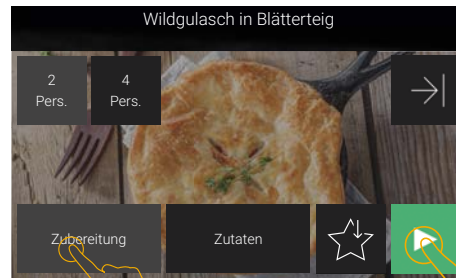 Wildgulasch in Blätterteig
2
Pers.
4
Pers.
Zubereitung
Zutaten